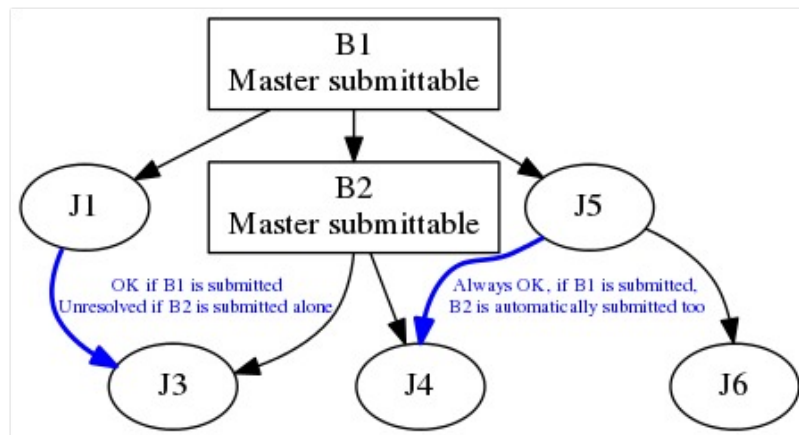 B1
Master submittable
J1
B2
Master submittable
J5
OK if B1 is submitted
Unresolved if B2 is submitted alone
Always OK, if B1 is submitted,
B2 is automatically submitted too
J3
J4
J6